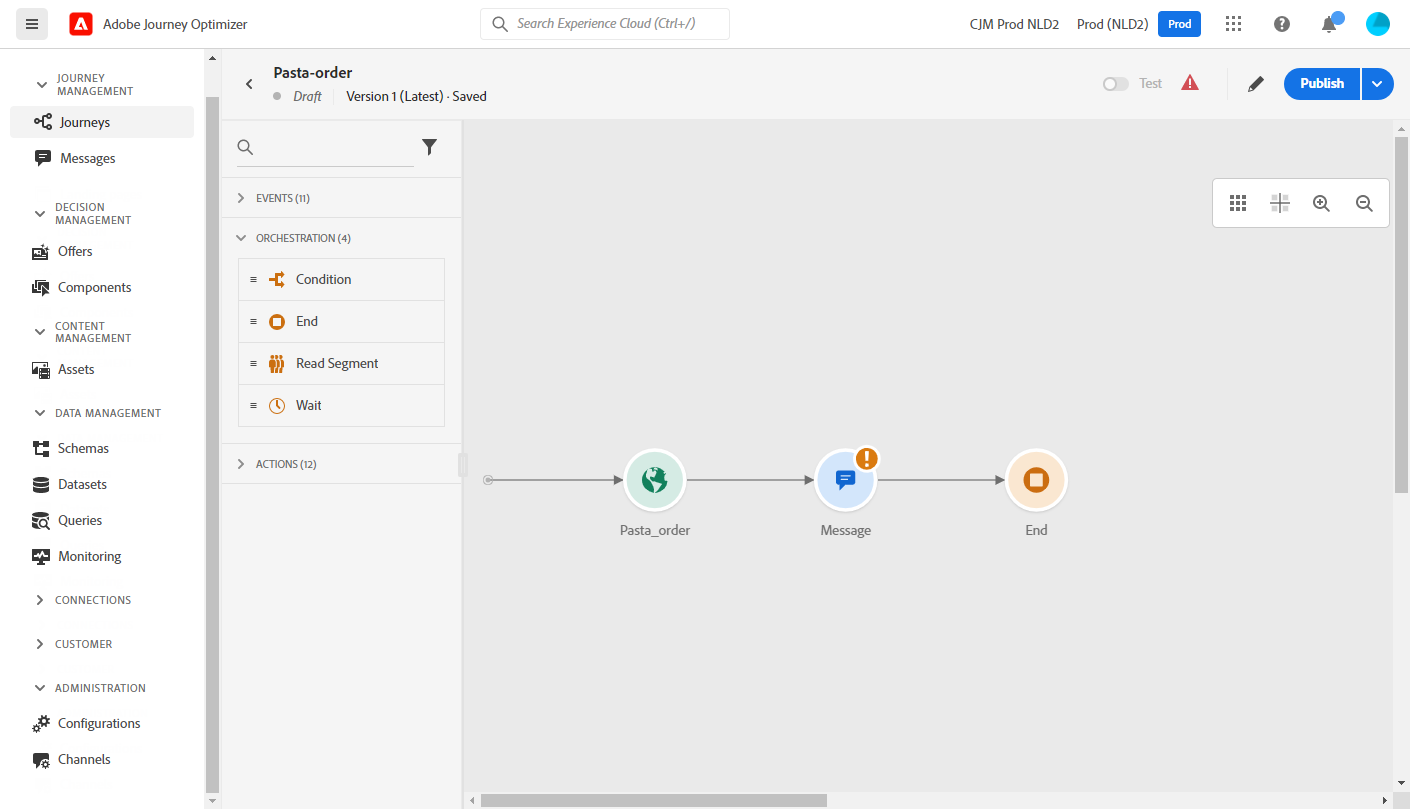 Adobe Journey Optimizer
Search Experience Cloud (Ctrl+/)
CJM Prod NLD2
Prod (NLD2)
Prod
JOURNEY
MANAGEMENT
Journeys
Messages
DECISION
MANAGEMENT
Offers
Components
CONTENT
MANAGEMENT
Assets
DATA MANAGEMENT
Schemas
Datasets
Queries
Monitoring
CONNECTIONS
CUSTOMER
ADMINISTRATION
Configurations
Channels
Pasta-order
Draft
Version 1 (Latest) · Saved
Test
Publish
EVENTS (11)
ORCHESTRATION (4)
Condition
End
Read Segment
Wait
ACTIONS (12)
Pasta_order
Message
End